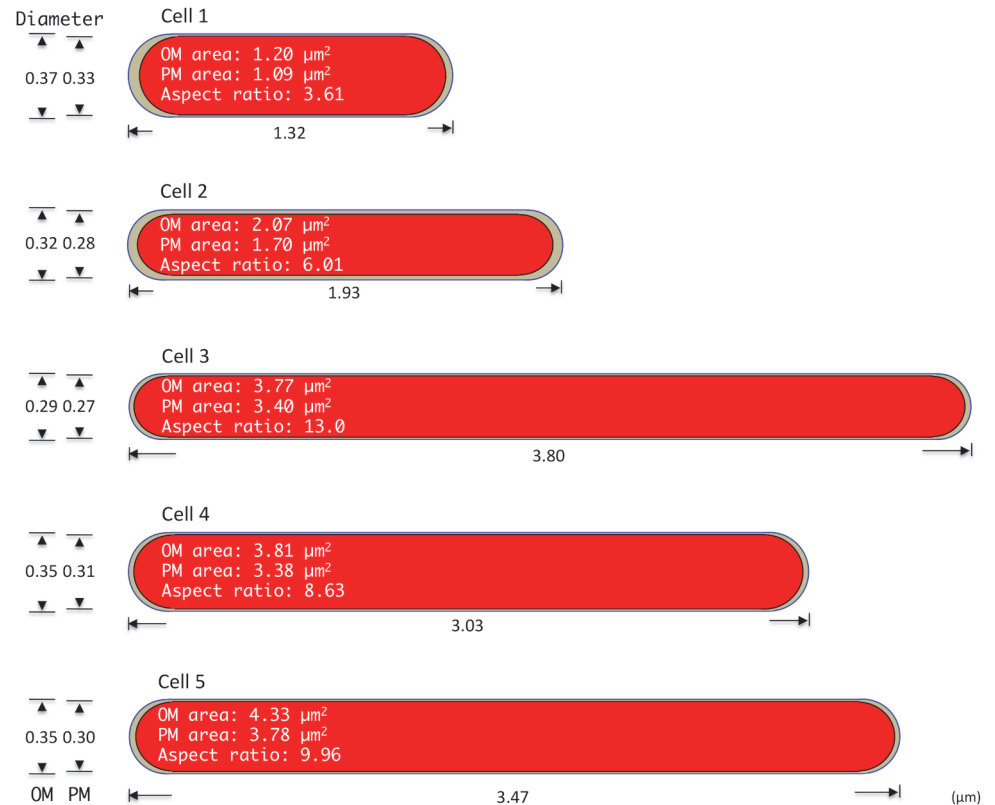 Diameter
Cell 1
0.37 0.33
OM area: 1.20 µm²
PM area: 1.09 µm²
Aspect ratio: 3.61
1.32
Cell 2
0.32 0.28
OM area: 2.07 µm²
PM area: 1.70 µm²
Aspect ratio: 6.01
1.93
Cell 3
0.29 0.27
OM area: 3.77 µm²
PM area: 3.40 µm²
Aspect ratio: 13.0
3.80
Cell 4
0.35 0.31
OM area: 3.81 µm²
PM area: 3.38 µm²
Aspect ratio: 8.63
3.03
Cell 5
0.35 0.30
OM area: 4.33 µm²
PM area: 3.78 µm²
Aspect ratio: 9.96
OM PM
3.47
(µm)